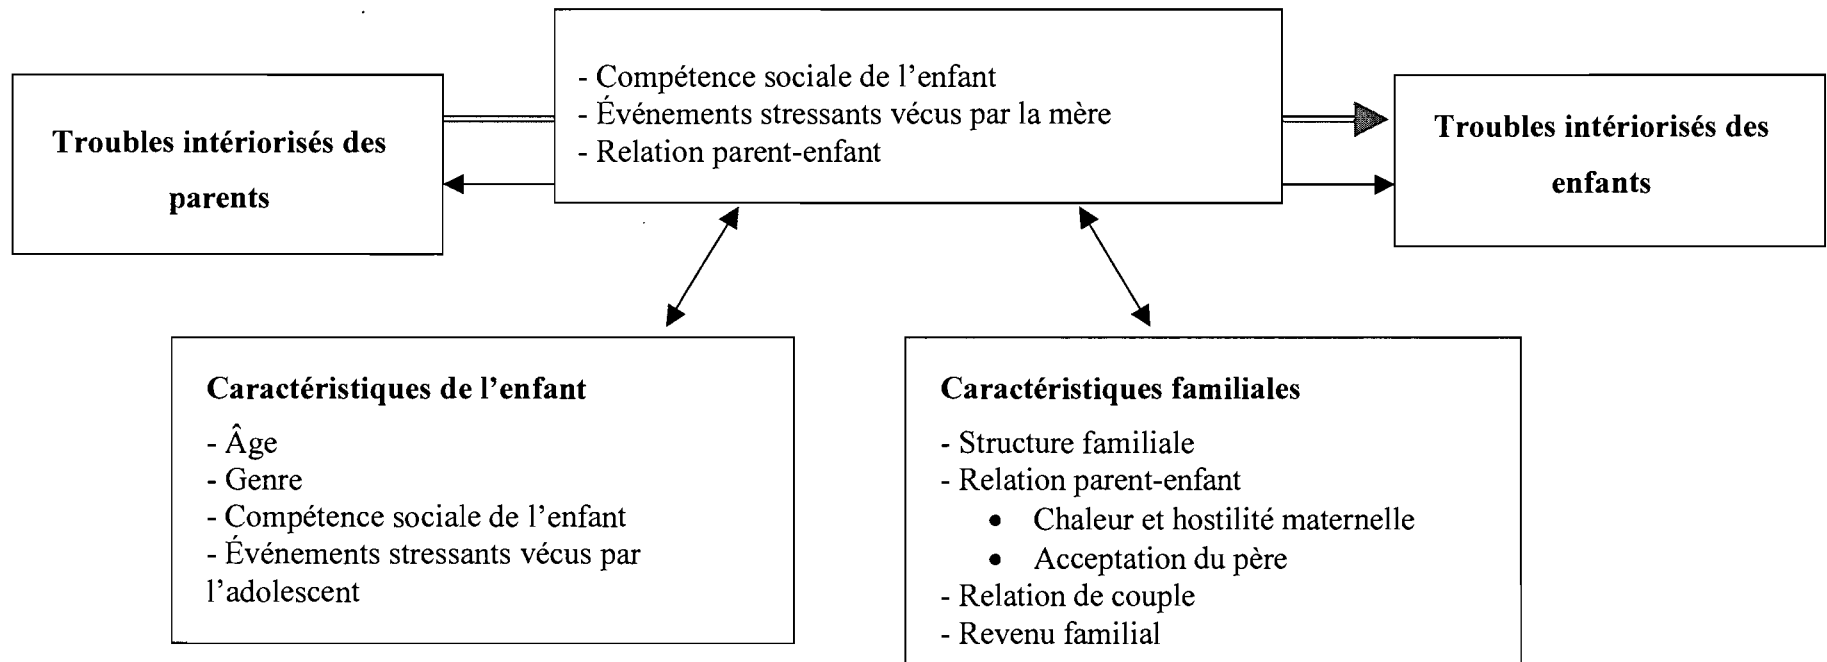 - Compétence sociale de l'enfant
- Événements stressants vécus par la mère
- Relation parent-enfant
Troubles intériorisés des
parents
Troubles intériorisés des
enfants
Caractéristiques de l'enfant
- Âge
- Genre
- Compétence sociale de l'enfant
- Événements stressants vécus par
l'adolescent
Caractéristiques familiales
- Structure familiale
- Relation parent-enfant
• Chaleur et hostilité maternelle
• Acceptation du père
- Relation de couple
- Revenu familial